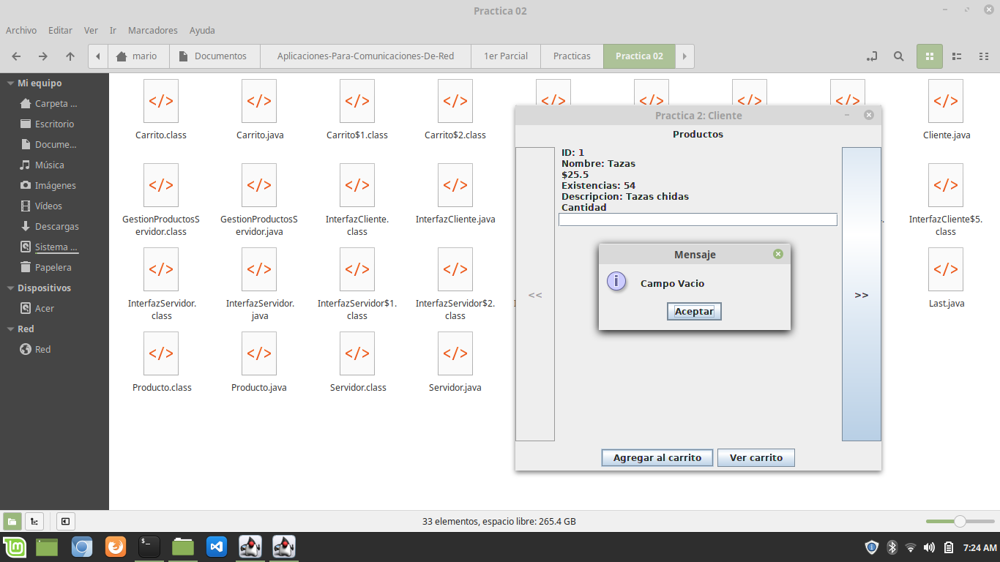 Practica 02
Archivo Editar Ver Ir Marcadores Ayuda
mario Documentos Aplicaciones-Para-Comunicaciones-De-Red 1er Parcial Practicas Practica 02
Mi equipo
Carpeta ...
Escritorio
Docume...
Música
Imágenes
Vídeos
Descargas
Sistema ...
Papelera
Dispositivos
Acer
Red
Red
Carrito.class Carrito.java Carrito$1.class Carrito$2.class Cliente.java
GestionProductosS
ervidor.class
GestionProductosS
ervidor.java
InterfazCliente.
class
InterfazCliente.java
InterfazCliente$5.
class
InterfazServidor.
class
InterfazServidor.
java
InterfazServidor$1.
class
InterfazServidor$2.
class
Last.java
Producto.class Producto.java Servidor.class Servidor.java
Practica 2: Cliente
Productos
ID: 1
Nombre: Tazas
$25.5
Existencias: 54
Descripcion: Tazas chidas
Cantidad
<<
>>
Mensaje
Campo Vacio
Aceptar
Agregar al carrito Ver carrito
33 elementos, espacio libre: 265.4 GB
7:24 AM